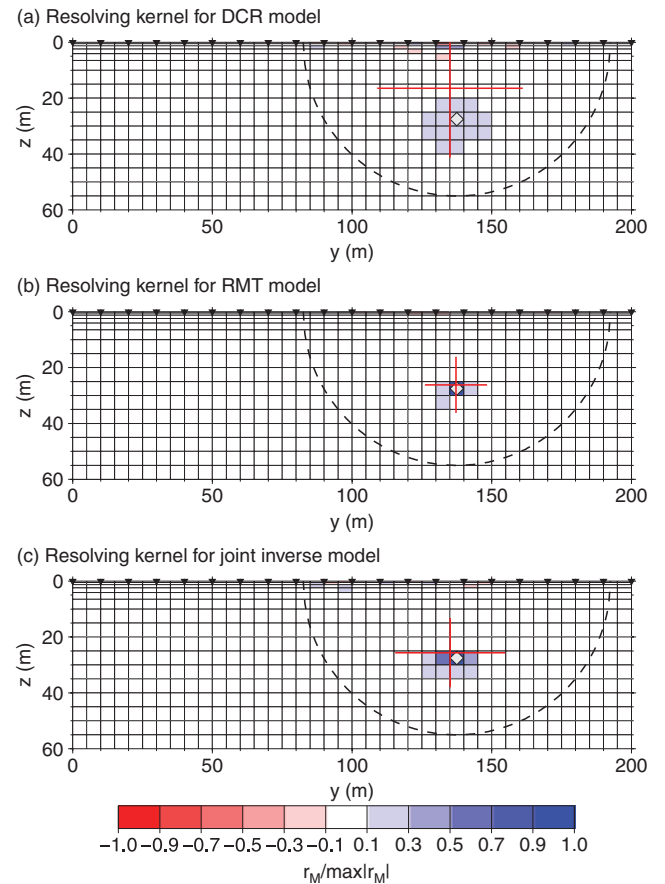 (a) Resolving kernel for DCR model
0
20
40
60
z (m)
0 50 100 150 200
y (m)
(b) Resolving kernel for RMT model
0
20
40
60
z (m)
0 50 100 150 200
y (m)
(c) Resolving kernel for joint inverse model
0
20
40
60
z (m)
0 50 100 150 200
y (m)
−1.0 −0.9 −0.7 −0.5 −0.3 −0.1 0.1 0.3 0.5 0.7 0.9 1.0
r_M/max|r_M|